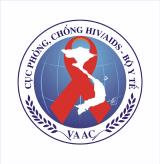 CỤC PHÒNG, CHỐNG HIV/AIDS - BỘ Y TẾ
VAAC